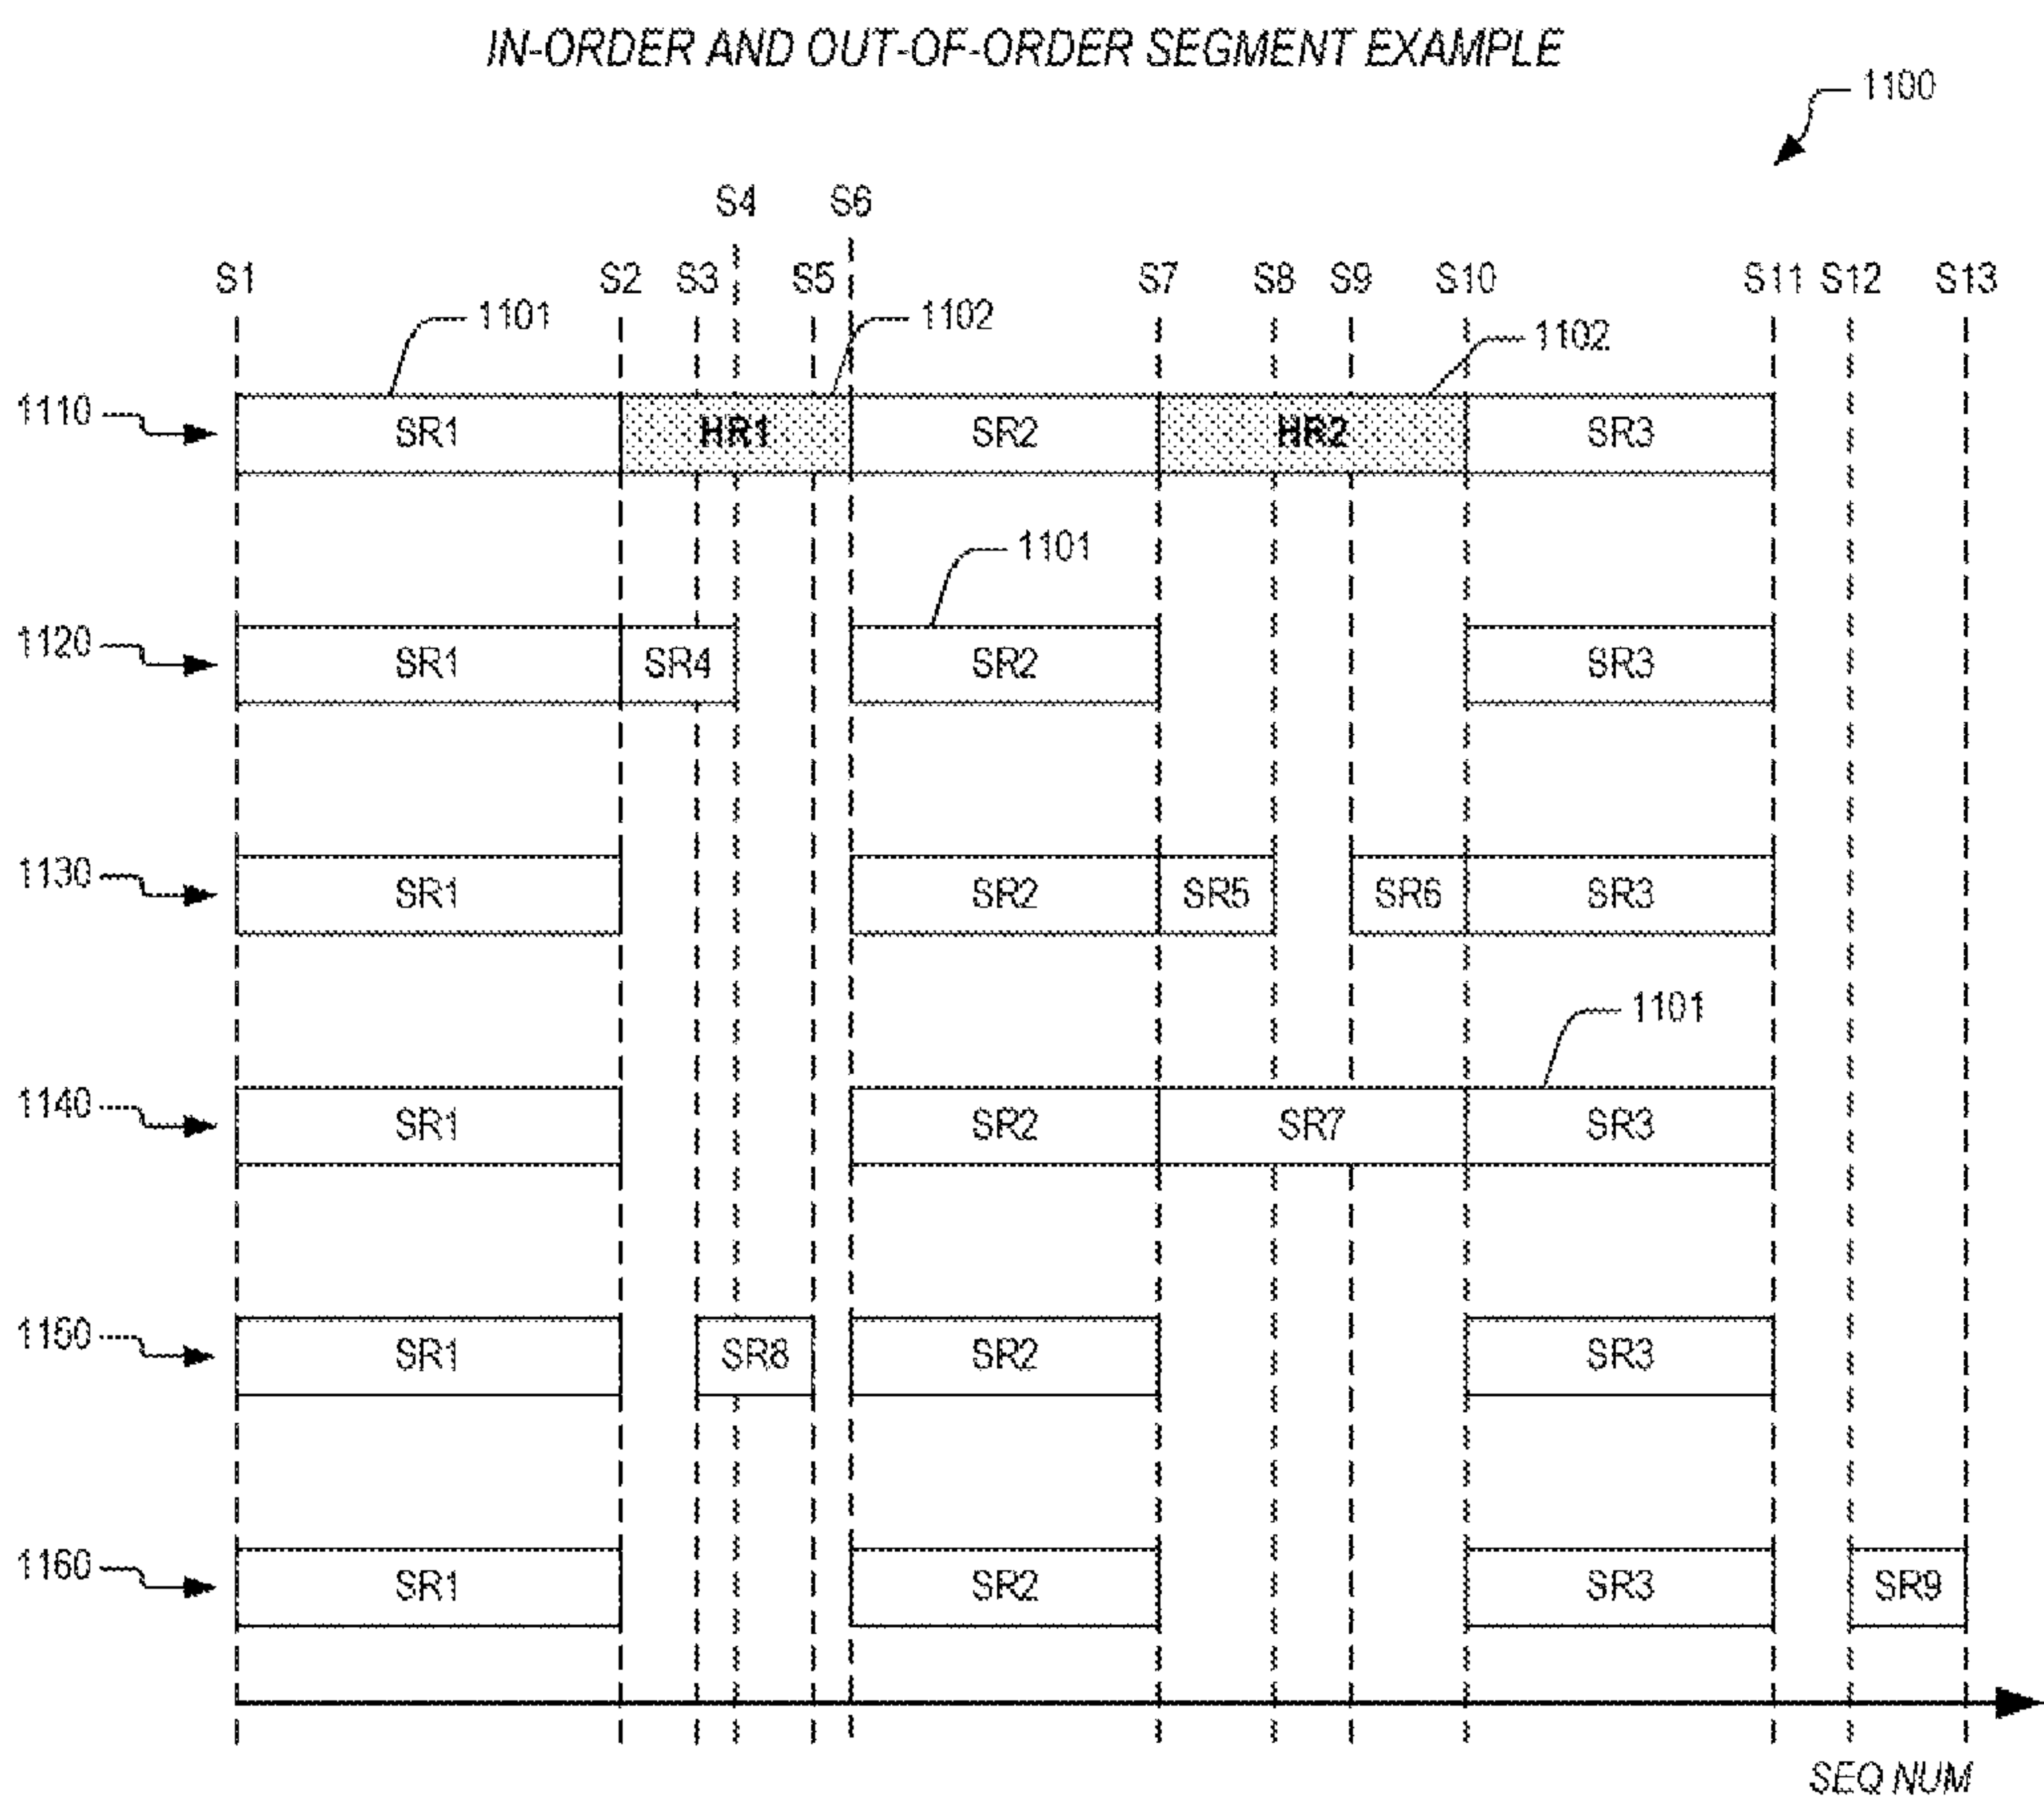 IN-ORDER AND OUT-OF-ORDER SEGMENT EXAMPLE
1100
S4 S6
S1 S2 S3 S5 S7 S8 S9 S10 S11 S12 S13
1101 1102 1102
1110 SR1 HR1 SR2 HR2 SR3
1101
1120 SR1 SR4 SR2 SR3
1130 SR1 SR2 SR5 SR6 SR3
1101
1140 SR1 SR2 SR7 SR3
1150 SR1 SR8 SR2 SR3
1160 SR1 SR2 SR3 SR9
SEQ NUM